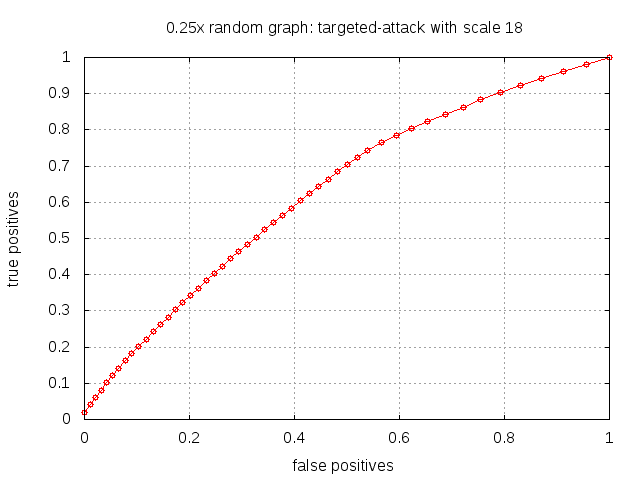 0.25x random graph: targeted-attack with scale 18
1
0.9
0.8
0.7
0.6
0.5
0.4
0.3
0.2
0.1
0
true positives
0 0.2 0.4 0.6 0.8 1
false positives